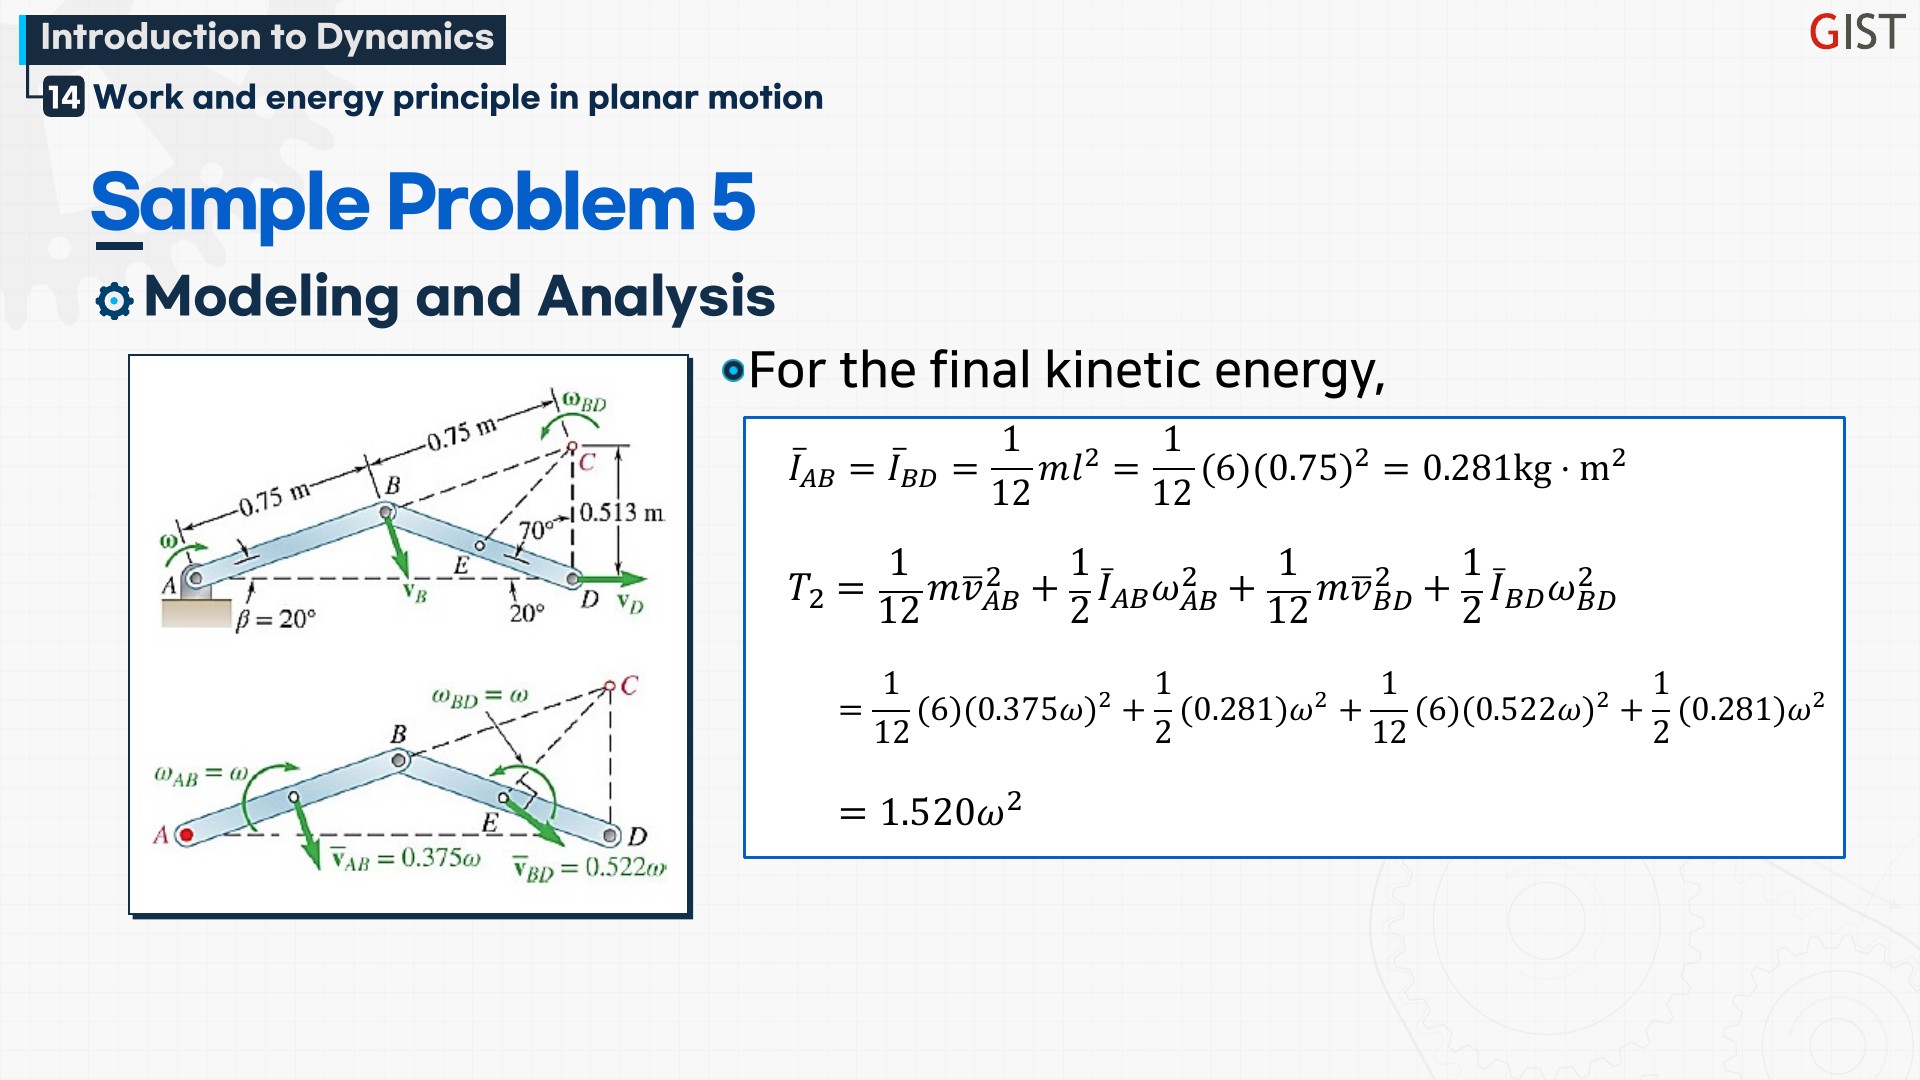 Introduction to Dynamics
GIST
14 Work and energy principle in planar motion
Sample Problem 5
Modeling and Analysis
For the final kinetic energy,
Ī_AB = Ī_BD = 1/12 ml² = 1/12 (6)(0.75)² = 0.281kg · m²
T₂ = 1/12 mv̄²_AB + 1/2 Ī_AB ω²_AB + 1/12 mv̄²_BD + 1/2 Ī_BD ω²_BD
= 1/12 (6)(0.375ω)² + 1/2 (0.281)ω² + 1/12 (6)(0.522ω)² + 1/2 (0.281)ω²
= 1.520ω²
ω_BD
0.75 m
C
B
0.75 m
70°
0.513 m
ω
E
A
v_B
D
v_D
β = 20°
20°
C
ω_BD = ω
B
ω_AB = ω
E
A
D
v̄_AB = 0.375ω
v̄_BD = 0.522ω